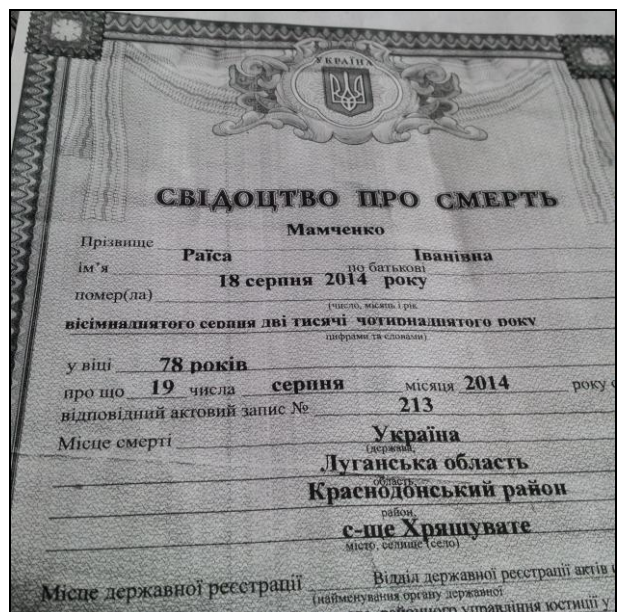 УКРАЇНА
СВІДОЦТВО ПРО СМЕРТЬ
Прізвище Мамченко
ім'я Раїса по батькові Іванівна
помер(ла) 18 серпня 2014 року
(число, місяць і рік
вісімнадцятого серпня дві тисячі чотирнадцятого року
цифрами та словами)
у віці 78 років
про що 19 числа серпня місяця 2014 року
відповідний актовий запис № 213
Місце смерті Україна
(держава,
Луганська область
область,
Краснодонський район
район,
с-ще Хрящувате
місто, селище (село)
Місце державної реєстрації Відділ державної реєстрації актів
(найменування органу державної
районного управління юстиції у